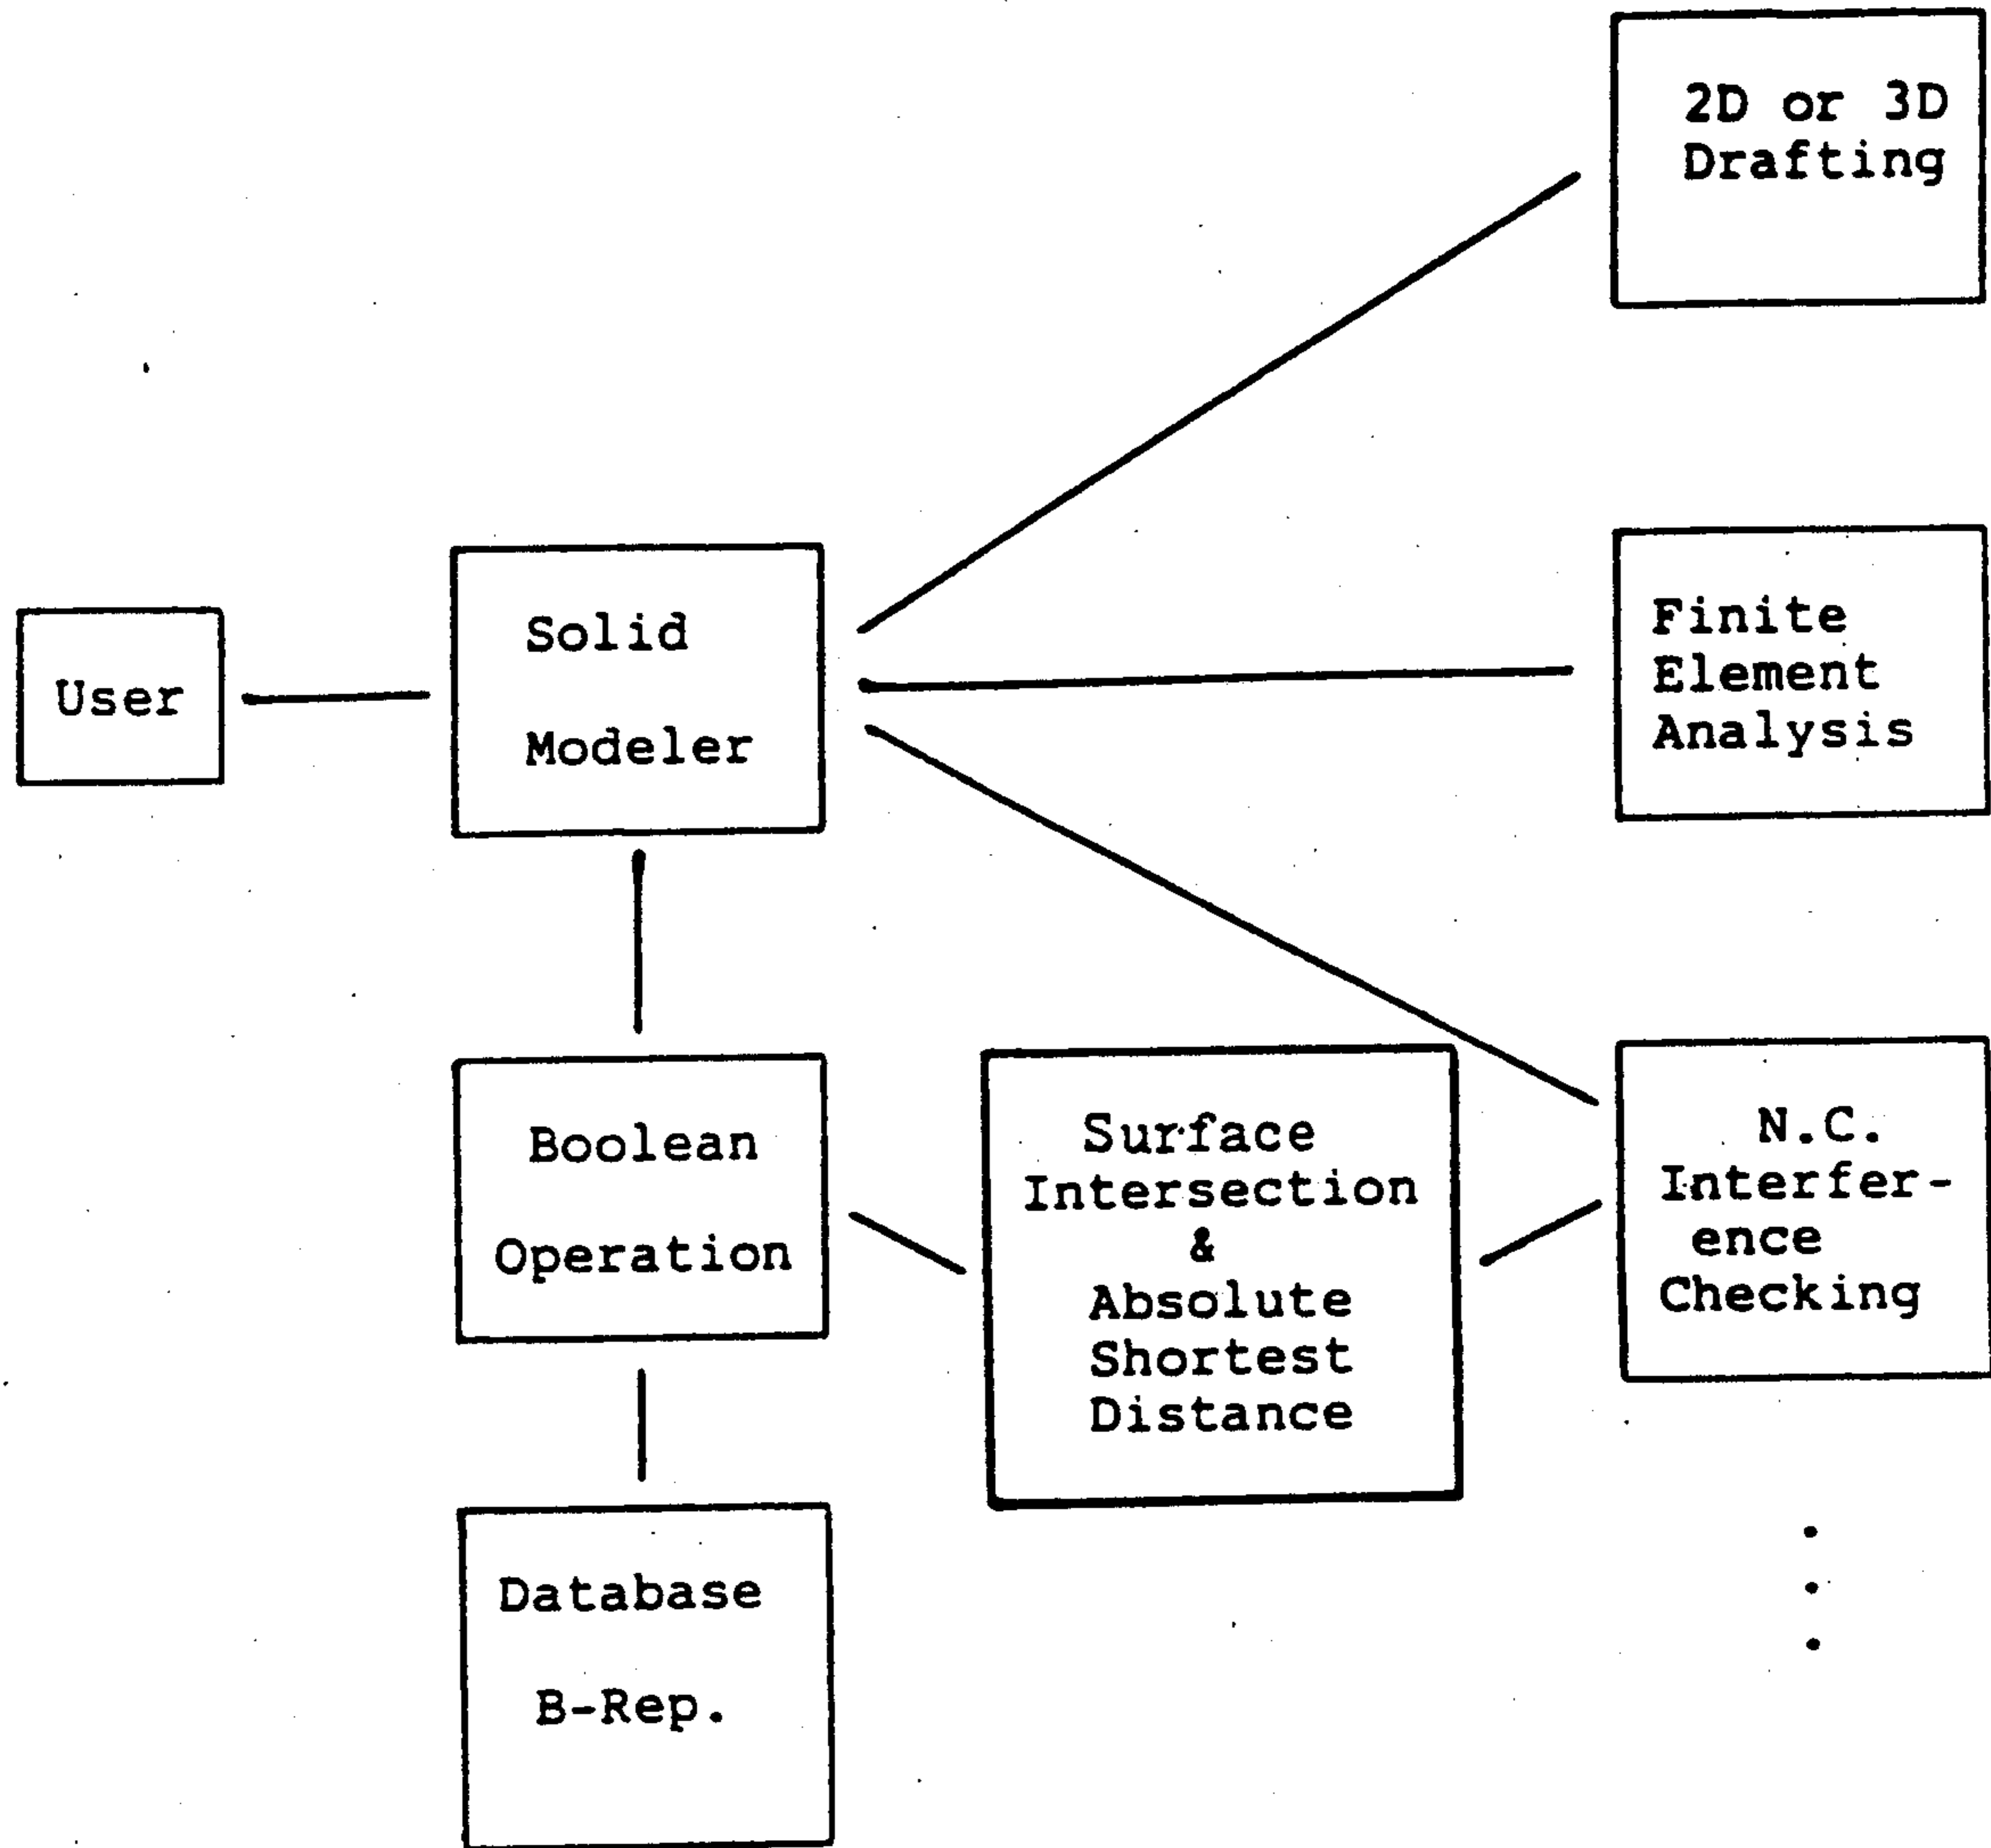 2D or 3D
Drafting
User
Solid
Modeler
Finite
Element
Analysis
Boolean
Operation
Surface
Intersection
&
Absolute
Shortest
Distance
N.C.
Interfer-
ence
Checking
Database
B-Rep.